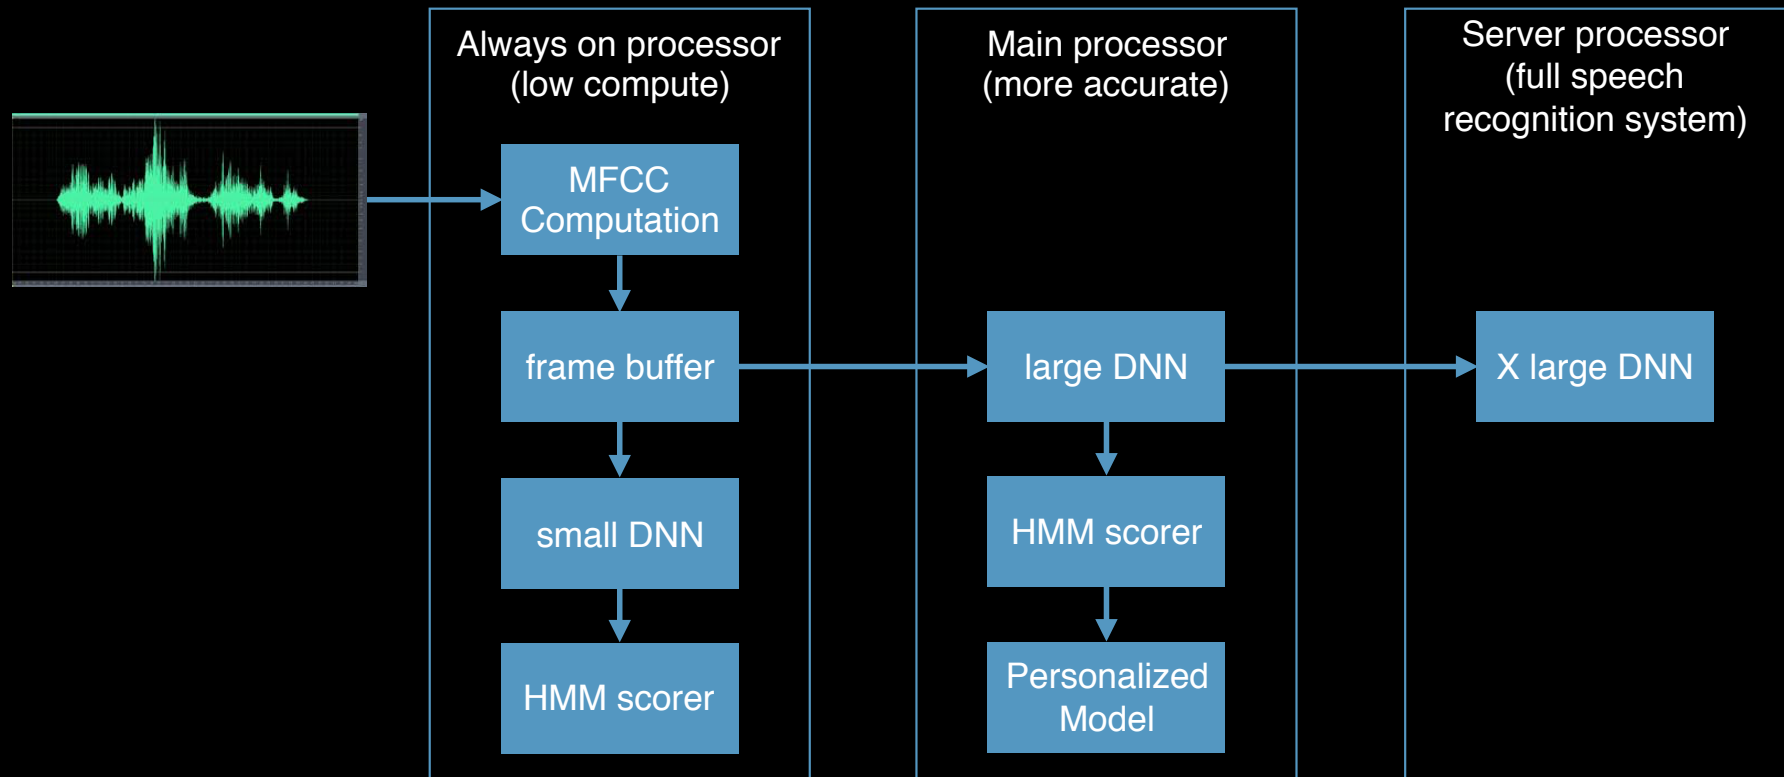 Always on processor
(low compute)
MFCC
Computation
frame buffer
small DNN
HMM scorer
Main processor
(more accurate)
large DNN
HMM scorer
Personalized
Model
Server processor
(full speech
recognition system)
X large DNN